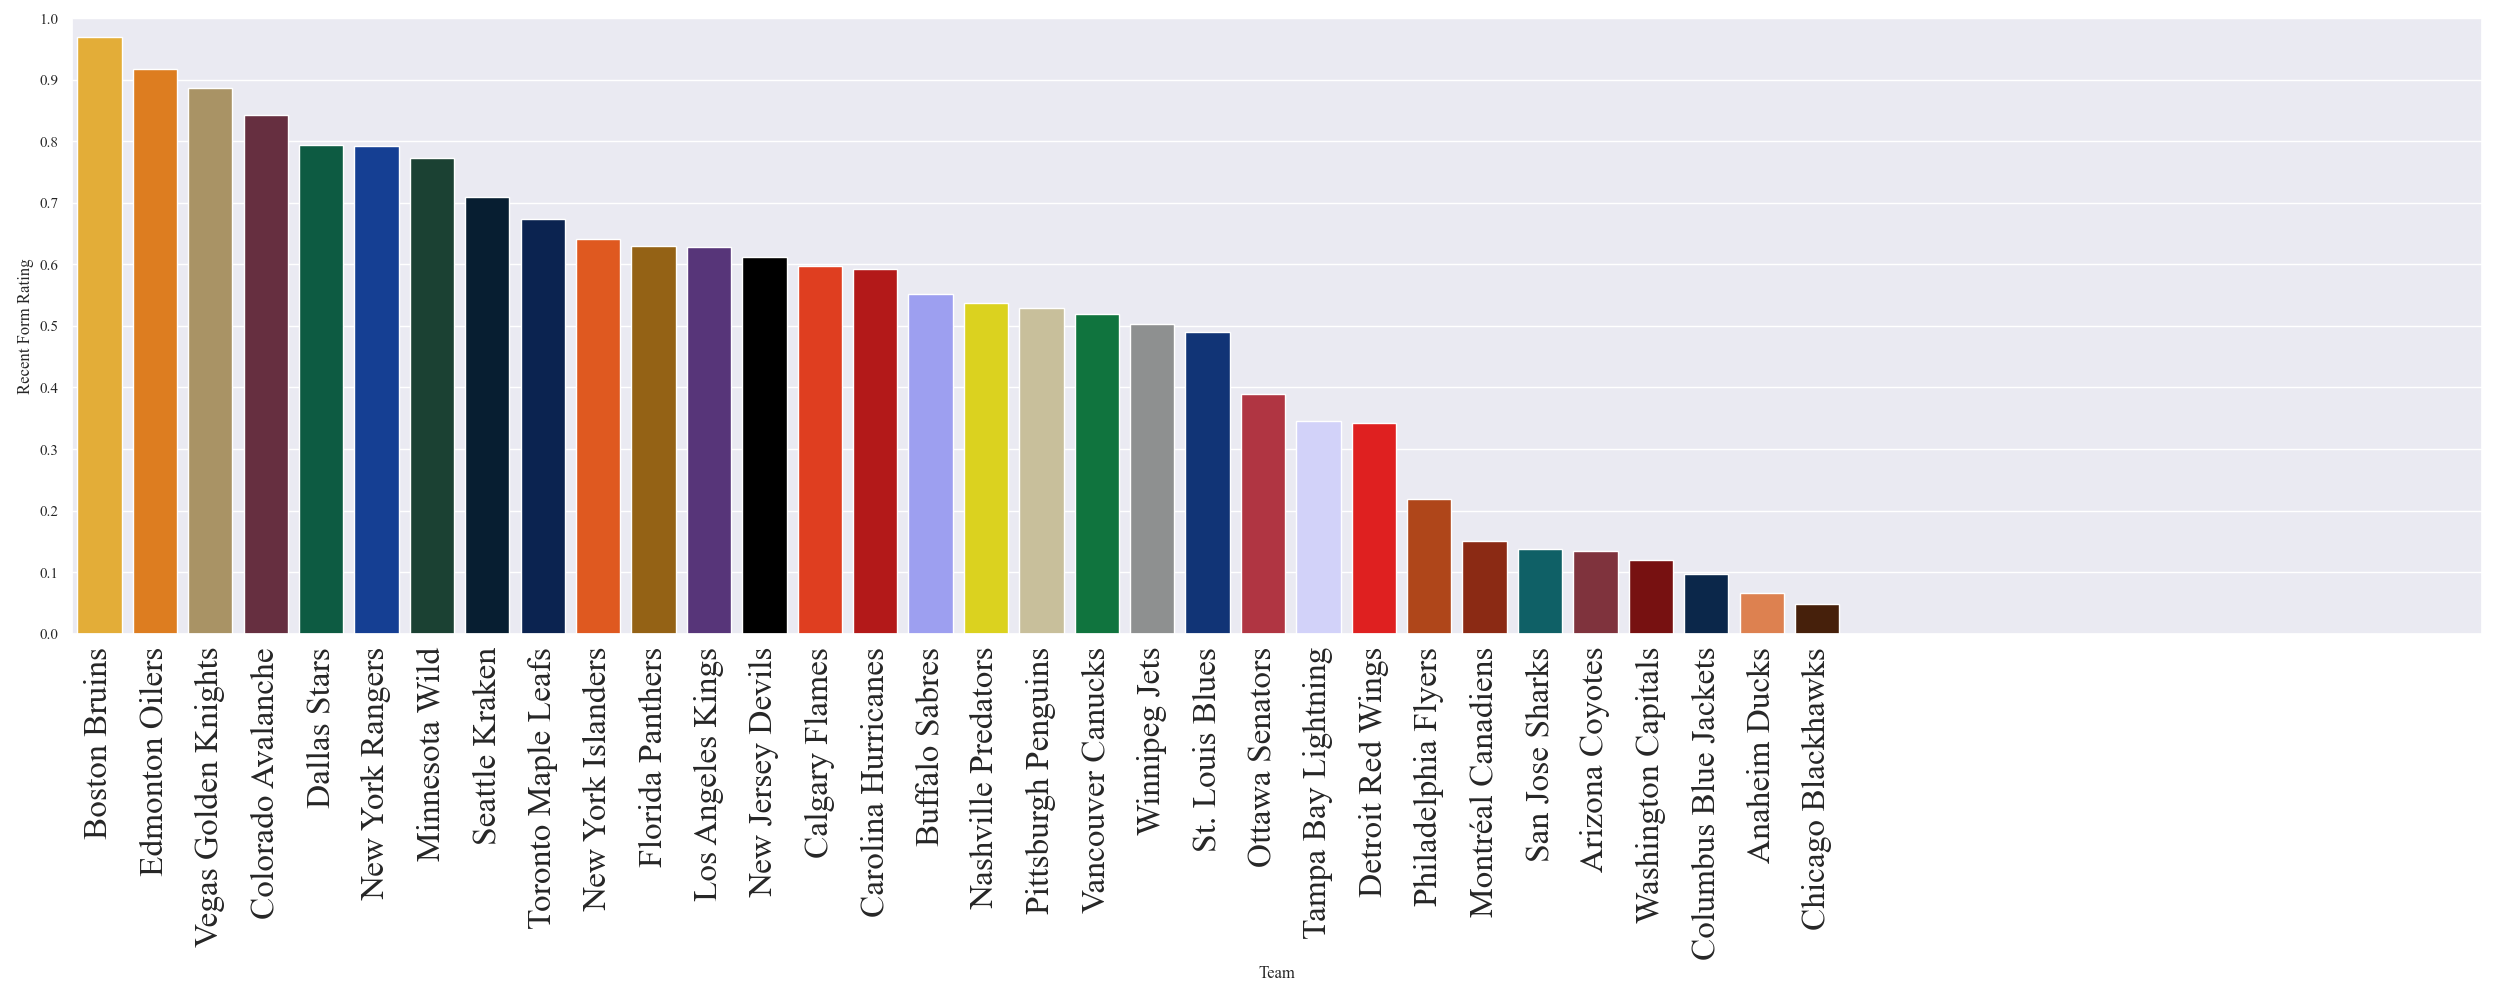 1.0
0.9
0.8
0.7
0.6
0.5
0.4
0.3
0.2
0.1
0.0
Recent Form Rating
Boston Bruins
Edmonton Oilers
Vegas Golden Knights
Colorado Avalanche
Dallas Stars
New York Rangers
Minnesota Wild
Seattle Kraken
Toronto Maple Leafs
New York Islanders
Florida Panthers
Los Angeles Kings
New Jersey Devils
Calgary Flames
Carolina Hurricanes
Buffalo Sabres
Nashville Predators
Pittsburgh Penguins
Vancouver Canucks
Winnipeg Jets
St. Louis Blues
Ottawa Senators
Tampa Bay Lightning
Detroit Red Wings
Philadelphia Flyers
Montréal Canadiens
San Jose Sharks
Arizona Coyotes
Washington Capitals
Columbus Blue Jackets
Anaheim Ducks
Chicago Blackhawks
Team